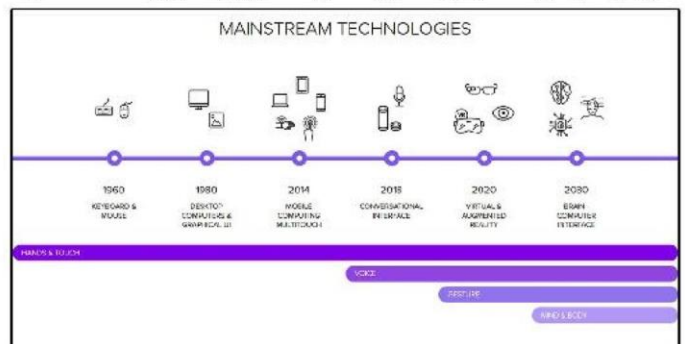 MAINSTREAM TECHNOLOGIES
VR
1960
KEYBOARD &
MOUSE
1980
DESKTOP
COMPUTERS &
GRAPHICAL UI
2014
MOBILE
COMPUTING
MULTITOUCH
2018
CONVERSATIONAL
INTERFACE
2020
VIRTUAL &
AUGMENTED
REALITY
2030
BRAIN
COMPUTER
INTERFACE
HANDS & TOUCH
VOICE
GESTURE
MIND & BODY